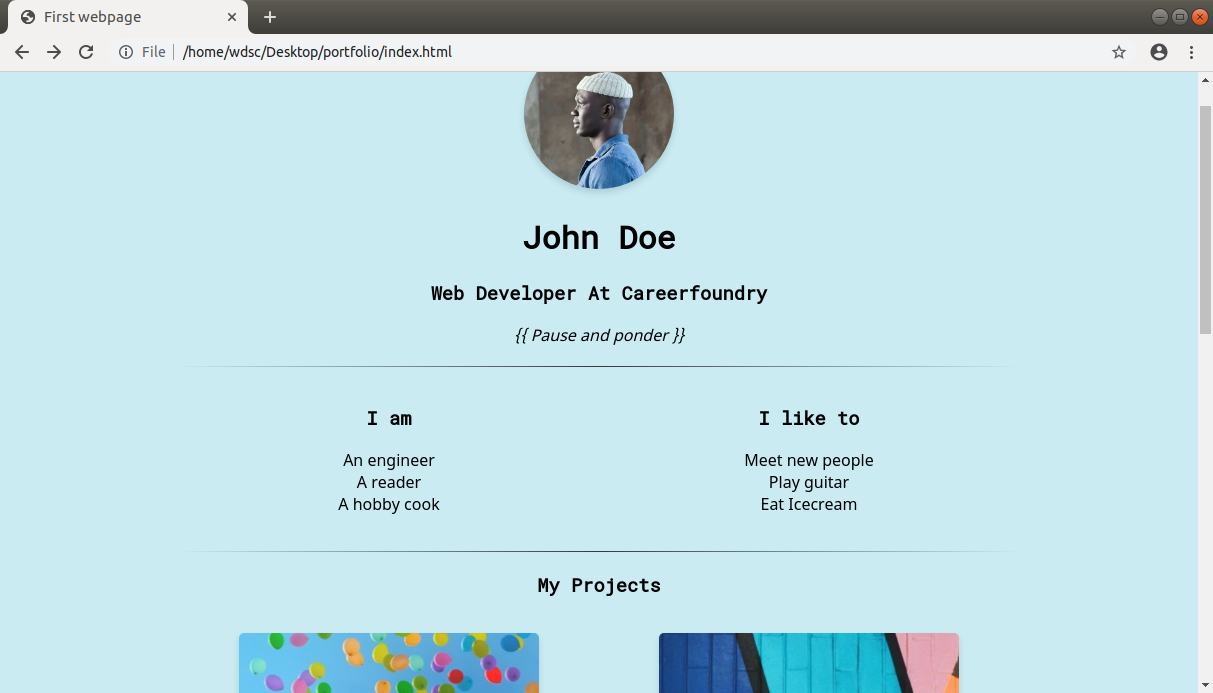 First webpage
File | /home/wdsc/Desktop/portfolio/index.html
John Doe
Web Developer At Careerfoundry
{{ Pause and ponder }}
I am
An engineer
A reader
A hobby cook
I like to
Meet new people
Play guitar
Eat Icecream
My Projects